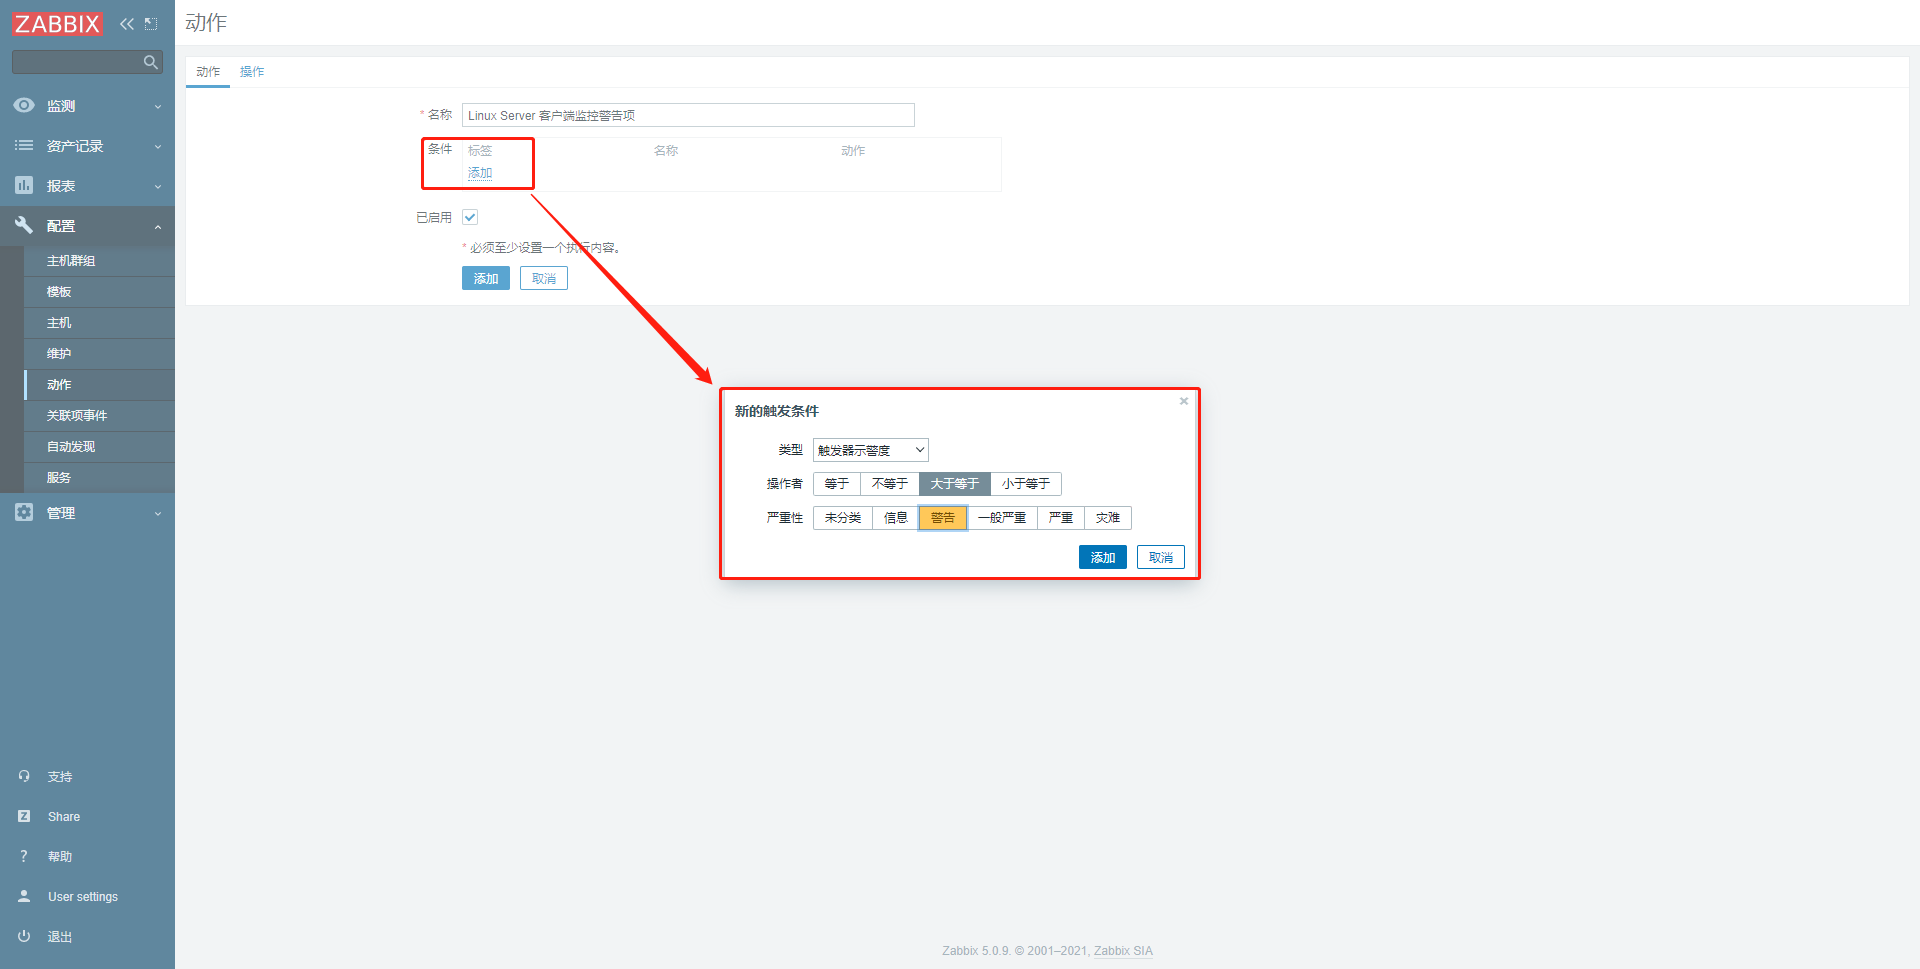 ZABBIX
监测
资产记录
报表
配置
主机群组
模板
主机
维护
动作
关联项事件
自动发现
服务
管理
支持
Share
帮助
User settings
退出
动作
动作 操作
* 名称 Linux Server 客户端监控警告项
条件 标签 名称 动作
添加
已启用
* 必须至少设置一个执行内容。
添加 取消
新的触发条件 ×
类型 触发器示警度
操作者 等于 不等于 大于等于 小于等于
严重性 未分类 信息 警告 一般严重 严重 灾难
添加 取消
Zabbix 5.0.9. © 2001–2021, Zabbix SIA